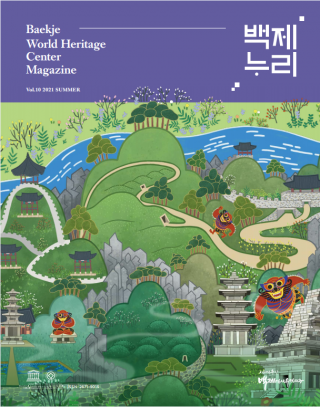 Baekje
World Heritage
Center
Magazine
Vol.10 2021 SUMMER
백제
누리